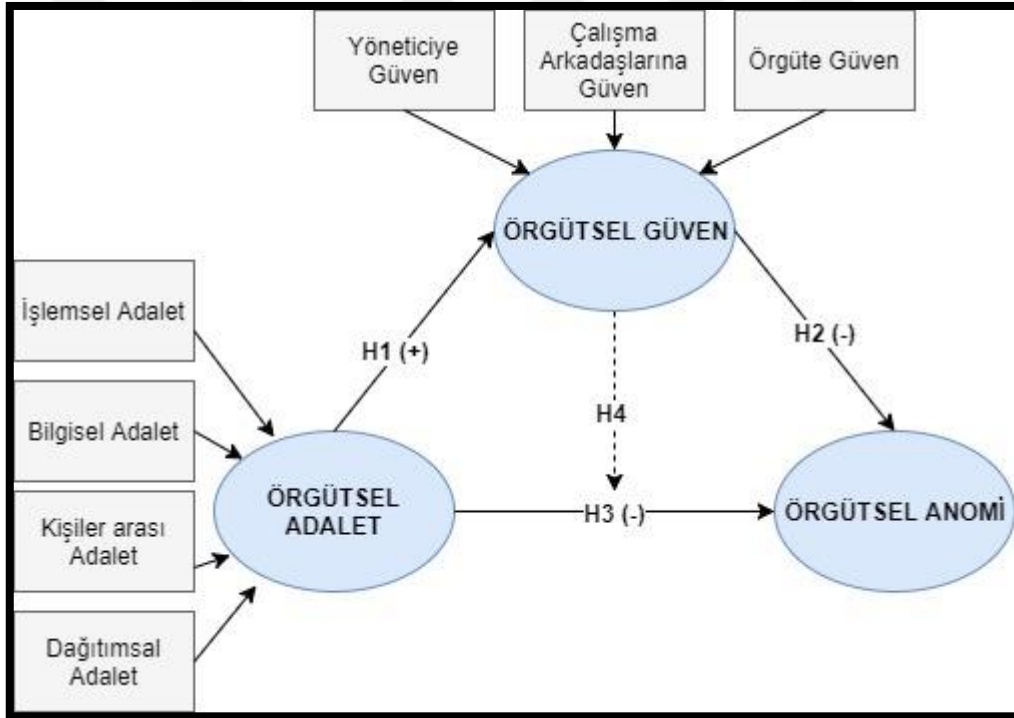 Yöneticiye
Güven
Çalışma
Arkadaşlarına
Güven
Örgüte Güven
ÖRGÜTSEL GÜVEN
İşlemsel Adalet
H1 (+)
H2 (-)
Bilgisel Adalet
H4
ÖRGÜTSEL
ADALET
H3 (-)
ÖRGÜTSEL ANOMİ
Kişiler arası
Adalet
Dağıtımsal
Adalet